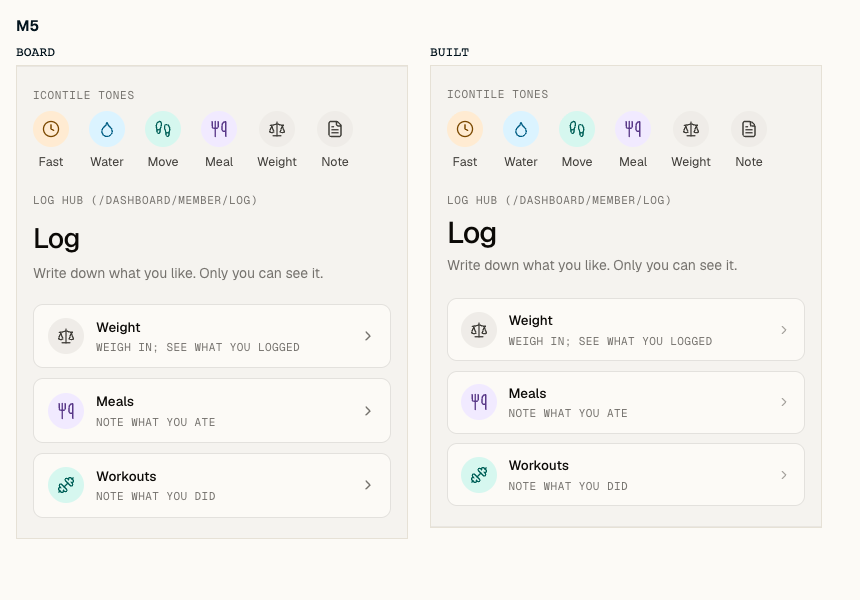 M5
BOARD
ICONTILE TONES
Fast Water Move Meal Weight Note
LOG HUB (/DASHBOARD/MEMBER/LOG)
Log
Write down what you like. Only you can see it.
Weight
WEIGH IN; SEE WHAT YOU LOGGED
Meals
NOTE WHAT YOU ATE
Workouts
NOTE WHAT YOU DID
BUILT
ICONTILE TONES
Fast Water Move Meal Weight Note
LOG HUB (/DASHBOARD/MEMBER/LOG)
Log
Write down what you like. Only you can see it.
Weight
WEIGH IN; SEE WHAT YOU LOGGED
Meals
NOTE WHAT YOU ATE
Workouts
NOTE WHAT YOU DID